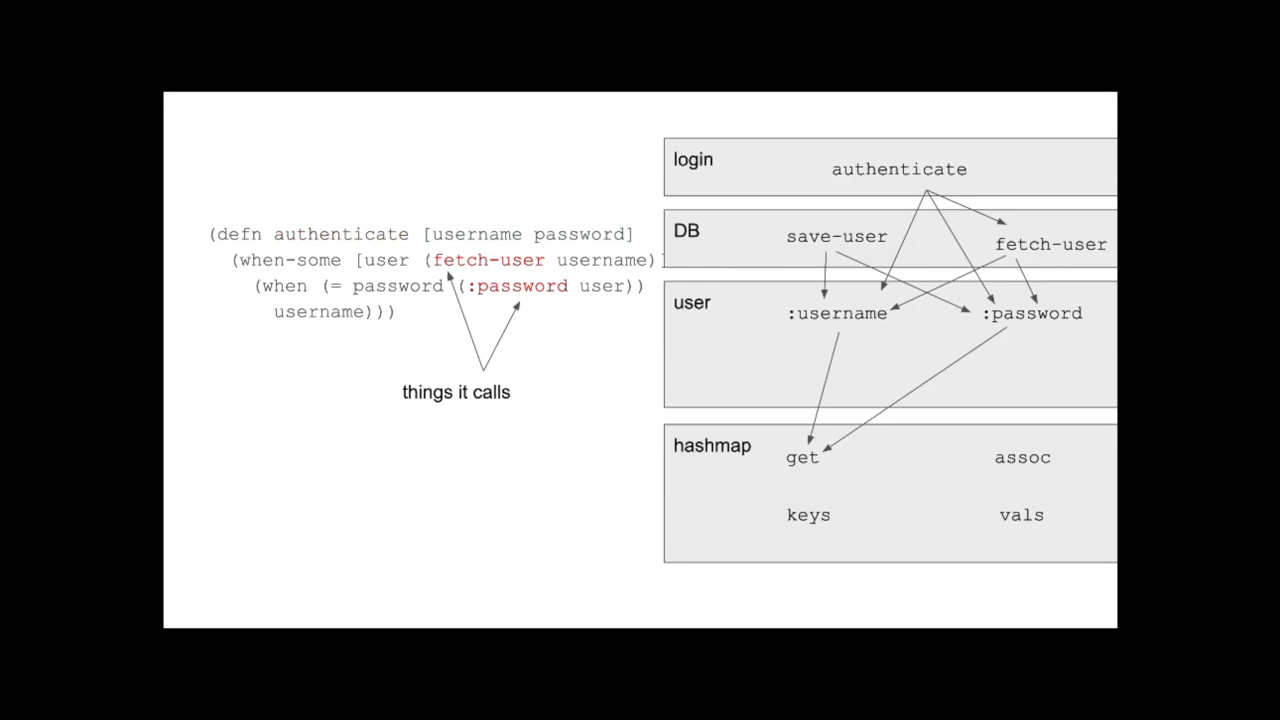 (defn authenticate [username password]
(when-some [user (fetch-user username)]
(when (= password (:password user))
username)))
things it calls
login
authenticate
DB
save-user
fetch-user
user
:username
:password
hashmap
get
assoc
keys
vals